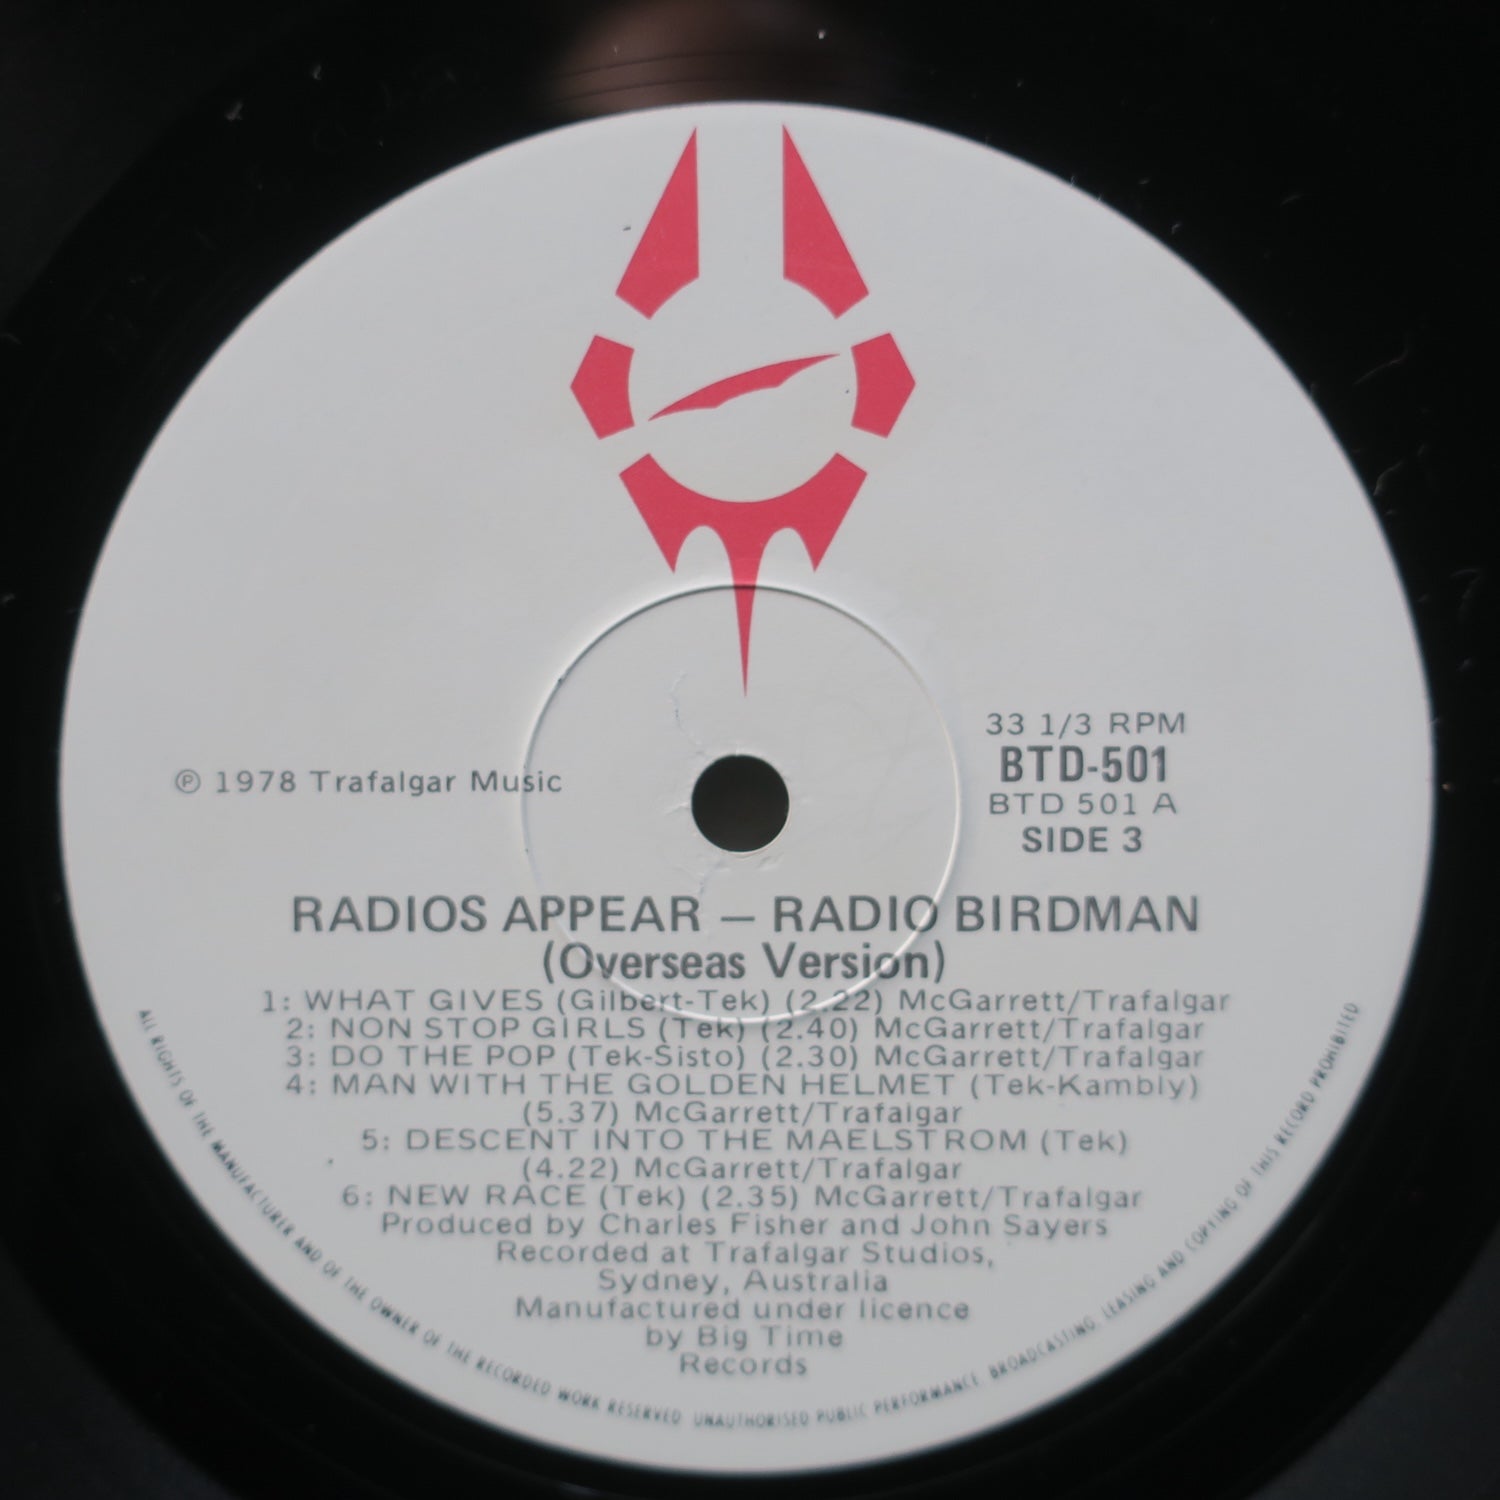 33 1/3 RPM
BTD-501
BTD 501 A
SIDE 3
℗ 1978 Trafalgar Music
RADIOS APPEAR — RADIO BIRDMAN
(Overseas Version)
1: WHAT GIVES (Gilbert-Tek) (2.22) McGarrett/Trafalgar
2: NON STOP GIRLS (Tek) (2.40) McGarrett/Trafalgar
3: DO THE POP (Tek-Sisto) (2.30) McGarrett/Trafalgar
4: MAN WITH THE GOLDEN HELMET (Tek-Kambly)
(5.37) McGarrett/Trafalgar
5: DESCENT INTO THE MAELSTROM (Tek)
(4.22) McGarrett/Trafalgar
6: NEW RACE (Tek) (2.35) McGarrett/Trafalgar
Produced by Charles Fisher and John Sayers
Recorded at Trafalgar Studios,
Sydney, Australia
Manufactured under licence
by Big Time
Records
ALL RIGHTS OF THE MANUFACTURER AND OF THE OWNER OF THE RECORDED WORK RESERVED UNAUTHORISED PUBLIC PERFORMANCE, BROADCASTING, LEASING AND COPYING OF THIS RECORD PROHIBITED